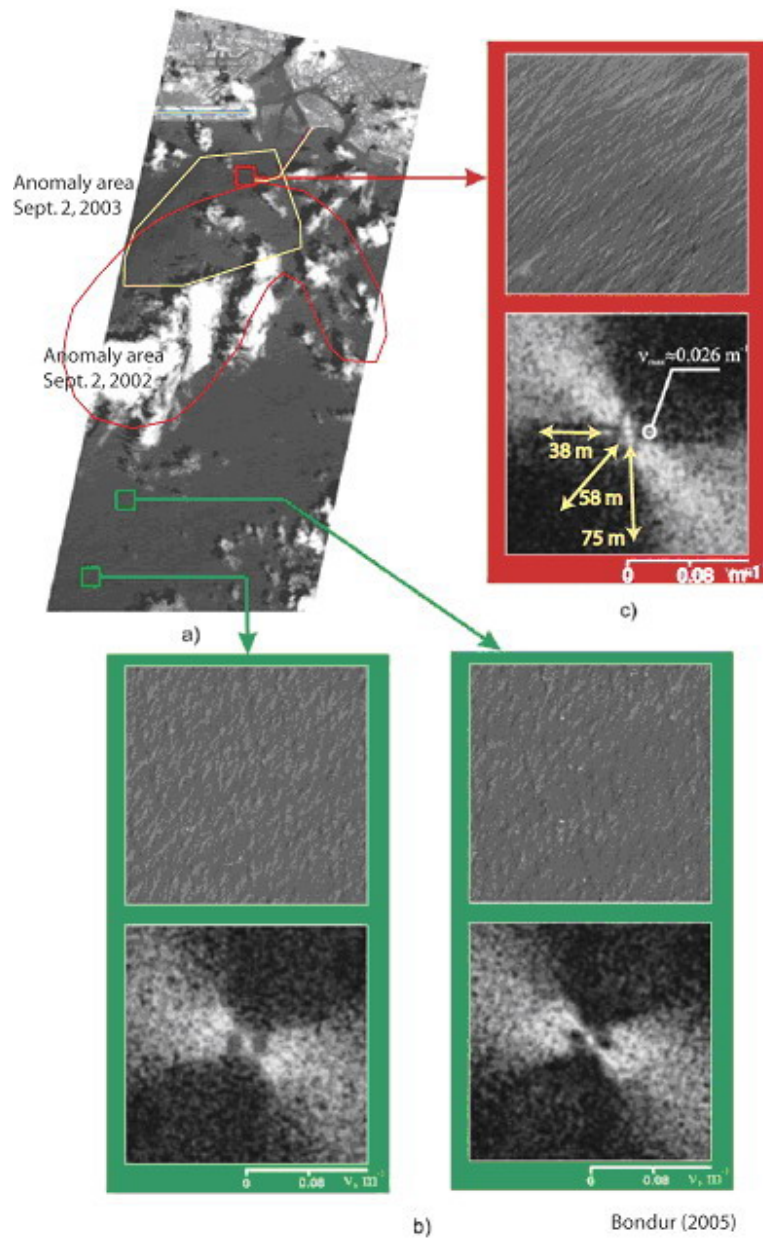 Anomaly area
Sept. 2, 2003
Anomaly area
Sept. 2, 2002
a)
νmax≈0.026 m⁻¹
38 m
58 m
75 m
0 0.08 m-1
c)
0 0.08 ν, m⁻¹
0 0.08 ν, m⁻¹
b)
Bondur (2005)